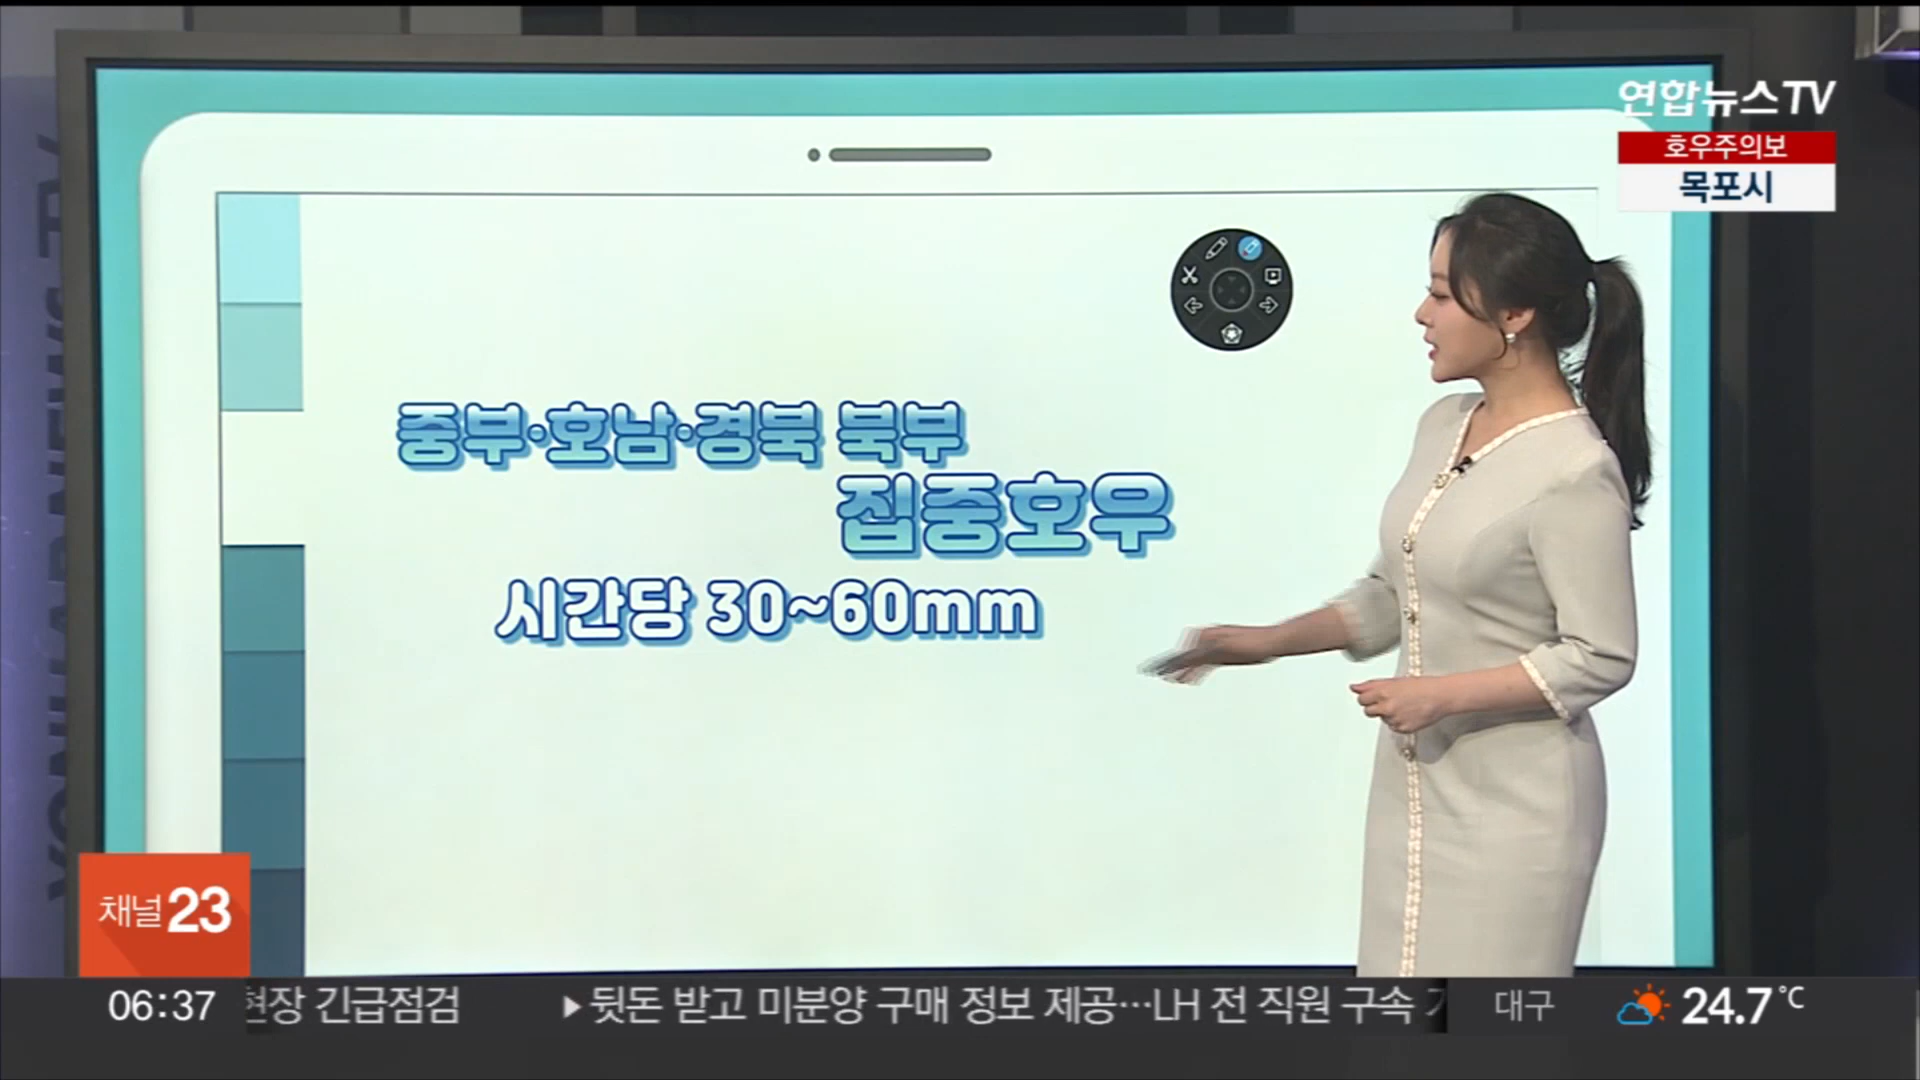 연합뉴스TV
호우주의보
목포시
중부·호남·경북 북부
집중호우
시간당 30~60mm
채널 23
06:37
현장 긴급점검 ▶뒷돈 받고 미분양 구매 정보 제공…LH 전 직원 구속
대구 24.7℃